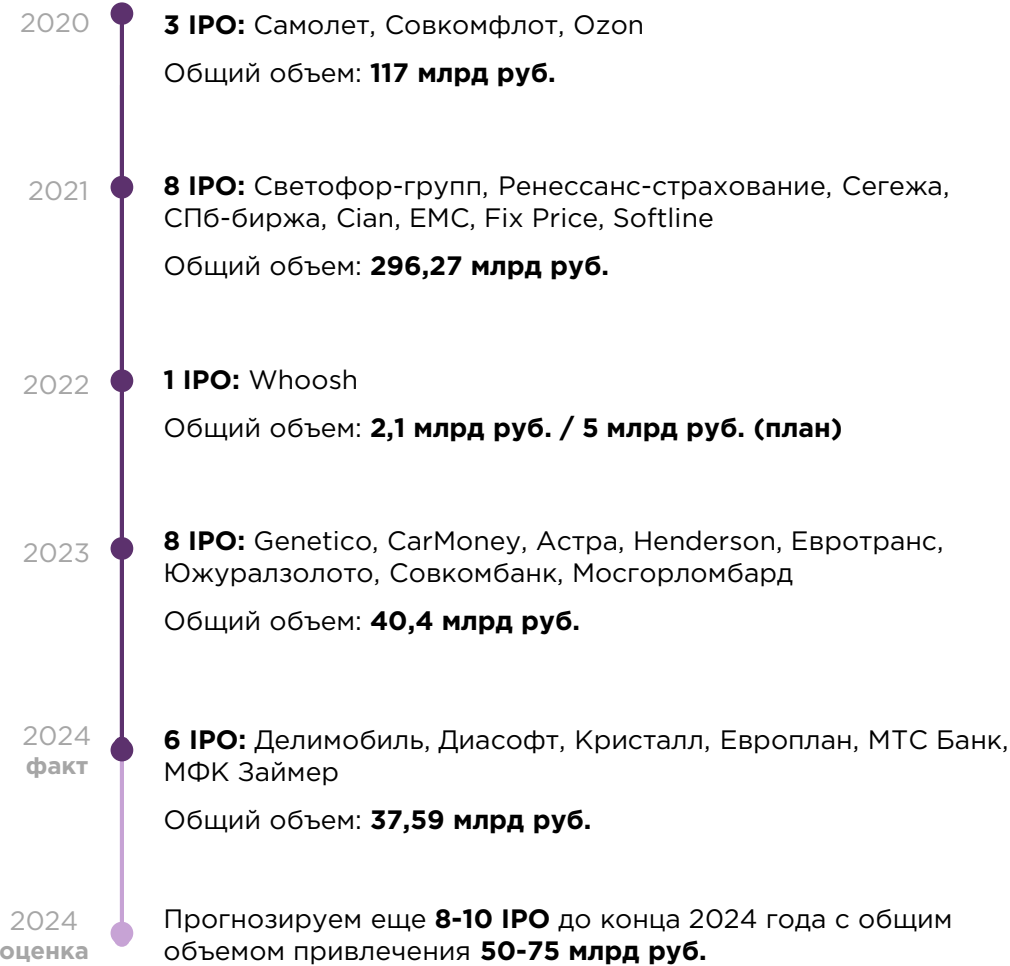 2020
3 IPO: Самолет, Совкомфлот, Ozon
Общий объем: 117 млрд руб.
2021
8 IPO: Светофор-групп, Ренессанс-страхование, Сегежа,
СПб-биржа, Cian, EMC, Fix Price, Softline
Общий объем: 296,27 млрд руб.
2022
1 IPO: Whoosh
Общий объем: 2,1 млрд руб. / 5 млрд руб. (план)
2023
8 IPO: Genetico, CarMoney, Астра, Henderson, Евротранс,
Южуралзолото, Совкомбанк, Мосгорломбард
Общий объем: 40,4 млрд руб.
2024
факт
6 IPO: Делимобиль, Диасофт, Кристалл, Европлан, МТС Банк,
МФК Займер
Общий объем: 37,59 млрд руб.
2024
оценка
Прогнозируем еще 8-10 IPO до конца 2024 года с общим
объемом привлечения 50-75 млрд руб.